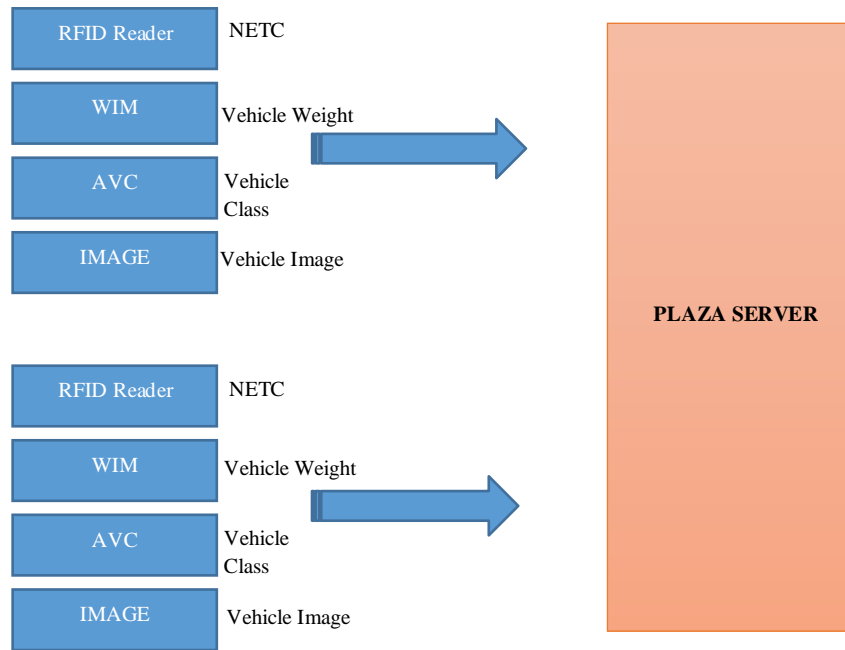 RFID Reader
NETC
WIM
Vehicle Weight
AVC
Vehicle
Class
IMAGE
Vehicle Image
PLAZA SERVER
RFID Reader
NETC
WIM
Vehicle Weight
AVC
Vehicle
Class
IMAGE
Vehicle Image